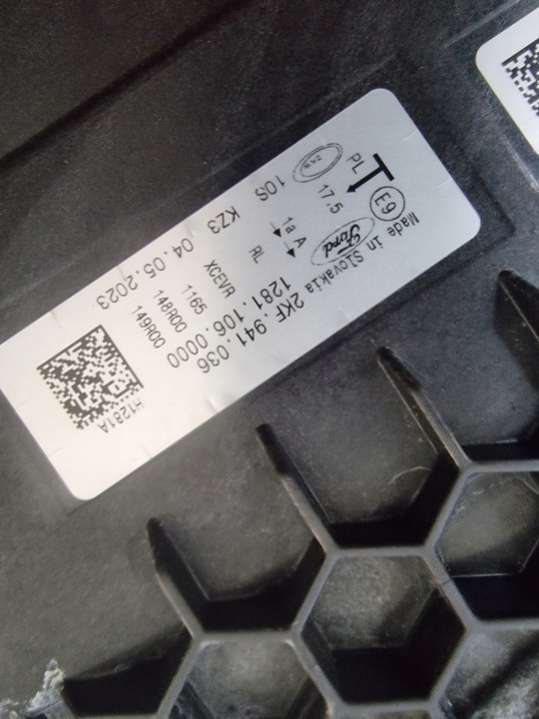 Made in Slovakia 2KF.941.036
1281.106.0000
Ford
E9
A
1a
RL
XCEVR
1165
148R00
149R00
PL
17.5
10S
KZ3
04.05.2023
H1281A